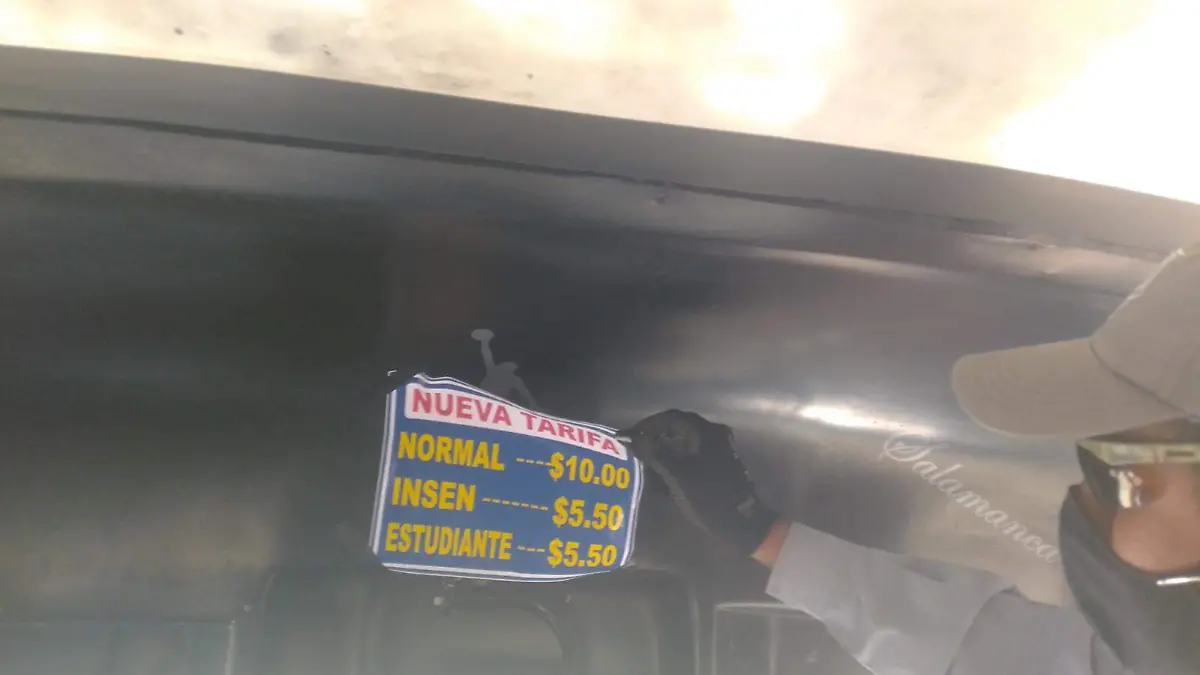 NUEVA TARIFA
NORMAL ----$10.00
INSEN -------$5.50
ESTUDIANTE ---$5.50
Salamanca